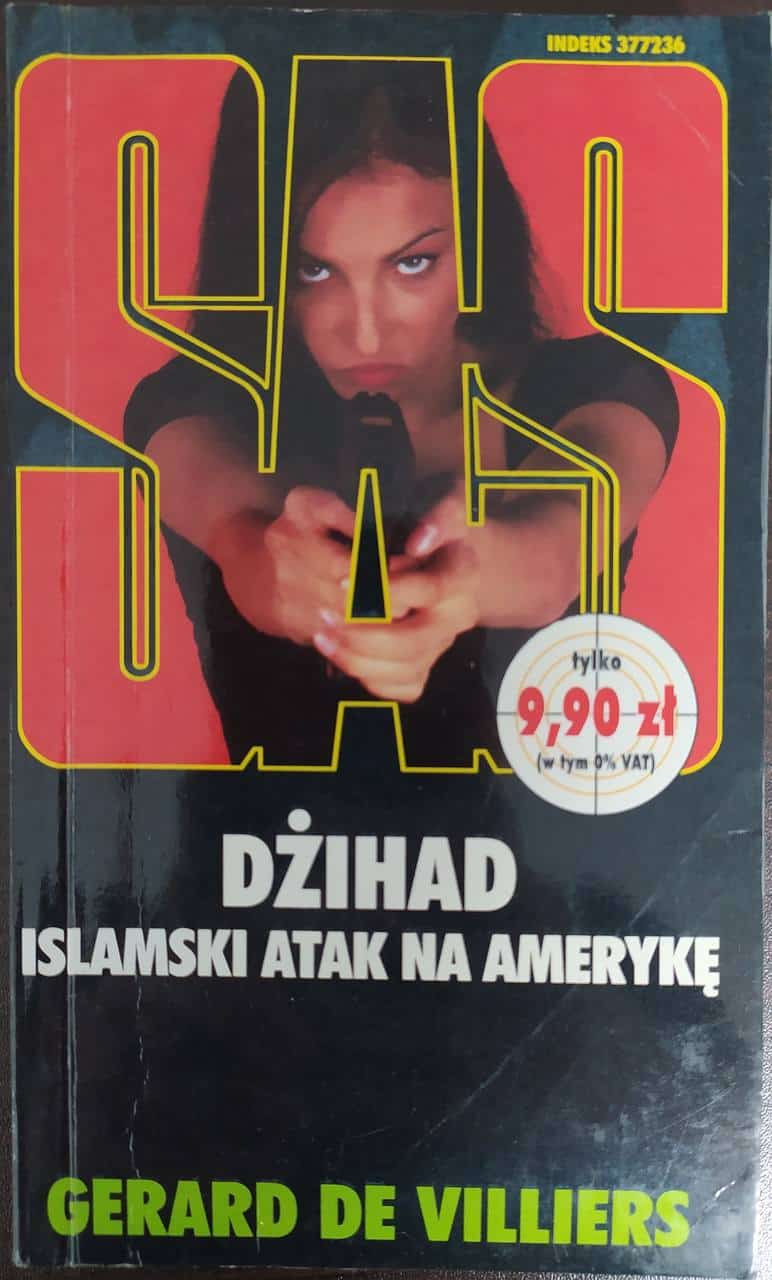 INDEKS 377236
SAS
tylko
9,90 zł
(w tym 0% VAT)
DŻIHAD
ISLAMSKI ATAK NA AMERYKĘ
GERARD DE VILLIERS